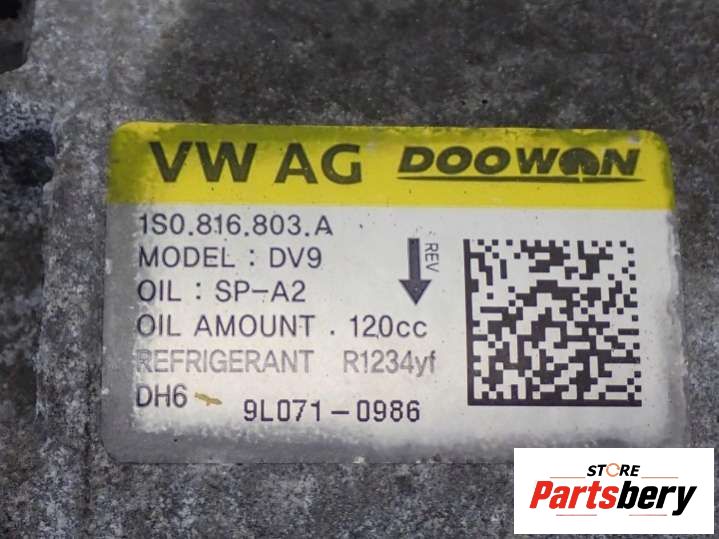 VW AG DOOWON
1S0.816.803.A
MODEL : DV9
OIL : SP-A2
OIL AMOUNT . 120cc
REFRIGERANT R1234yf
DH6 9L071-0986
REV
STORE
Partsbery